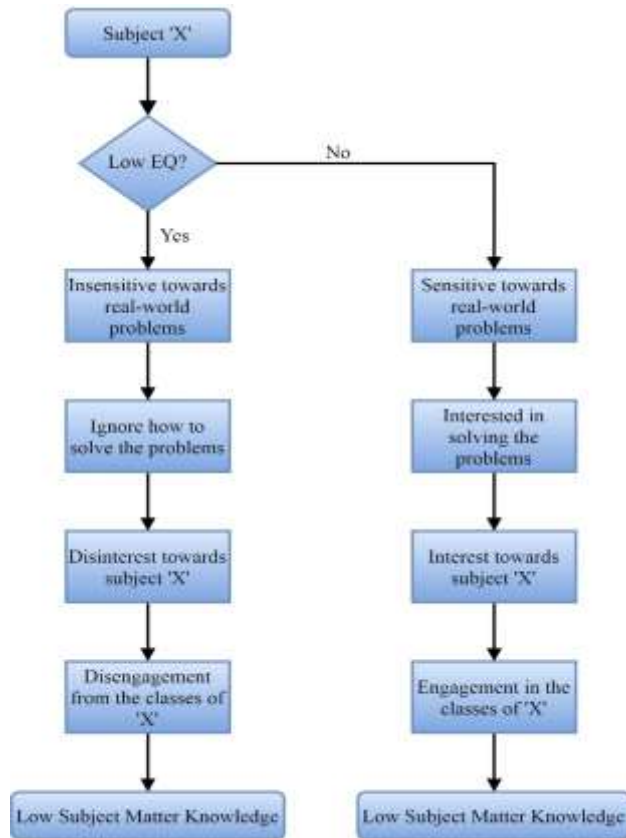 Subject 'X'
Low EQ?
No
Yes
Insensitive towards
real-world
problems
Sensitive towards
real-world
problems
Ignore how to
solve the problems
Interested in
solving the
problems
Disinterest towards
subject 'X'
Interest towards
subject 'X'
Disengagement
from the classes of
'X'
Engagement in the
classes of 'X'
Low Subject Matter Knowledge
Low Subject Matter Knowledge